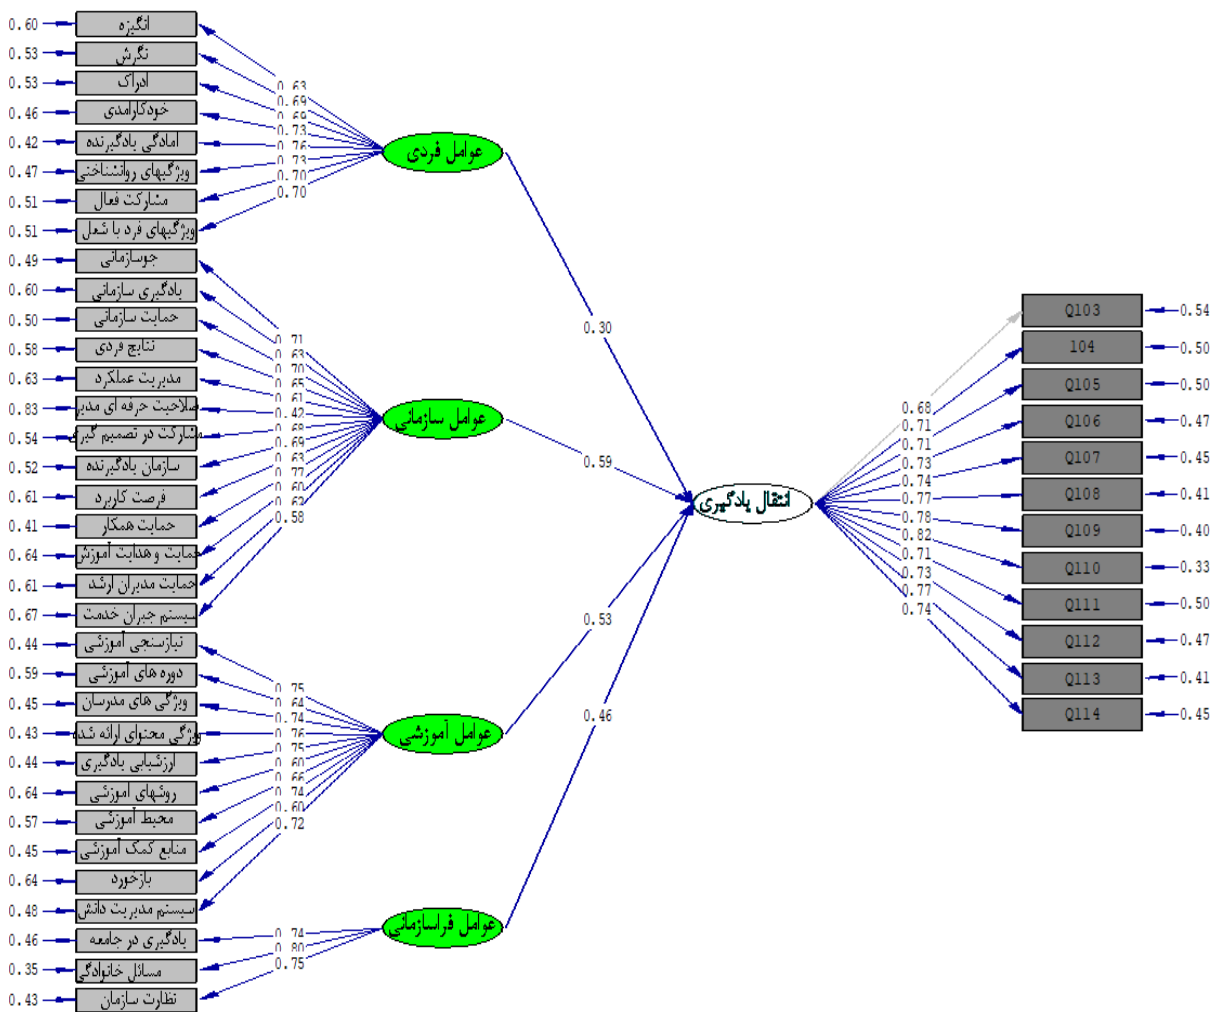 0.60 انگیزه
0.53 نگرش
0.53 ادراک
0.46 خودکارامدی
0.42 امادگی یادگیرنده
0.47 ویژگیهای روانشناختی
0.51 مشارکت فعال
0.51 ویژگیهای فرد با شغل
0.49 جوسازمانی
0.60 یادگیری سازمانی
0.50 حمایت سازمانی
0.58 نتایج فردی
0.63 مدیریت عملکرد
0.83 صلاحیت حرفه ای مدیر
0.54 مشارکت در تصمیم گیری
0.52 سازمان یادگیرنده
0.61 فرصت کاربرد
0.41 حمایت همکار
0.64 حمایت و هدایت آموزش
0.61 حمایت مدیران ارشد
0.67 سیستم جبران خدمت
0.44 نیازسنجی آموزشی
0.59 دوره های آموزشی
0.45 ویژگی های مدرسان
0.43 ویژگی محتوای ارائه شده
0.44 ارزشیابی یادگیری
0.64 روشهای اموزشی
0.57 محیط آموزشی
0.45 منابع کمک آموزشی
0.64 بازخورد
0.48 سیستم مدیریت دانش
0.46 یادگیری در جامعه
0.35 مسائل خانوادگی
0.43 نظارت سازمان
0.63
0.69
0.69
0.73
0.76
0.73
0.70
0.70
0.71
0.63
0.70
0.65
0.61
0.42
0.68
0.69
0.63
0.77
0.60
0.62
0.58
0.75
0.64
0.74
0.76
0.75
0.60
0.66
0.74
0.60
0.72
0.74
0.80
0.75
عوامل فردی
عوامل سازمانی
عوامل آموزشی
عوامل فراسازمانی
0.30
0.59
0.53
0.46
انتقال یادگیری
0.68
0.71
0.71
0.73
0.74
0.77
0.78
0.82
0.71
0.73
0.77
0.74
Q103 0.54
104 0.50
Q105 0.50
Q106 0.47
Q107 0.45
Q108 0.41
Q109 0.40
Q110 0.33
Q111 0.50
Q112 0.47
Q113 0.41
Q114 0.45